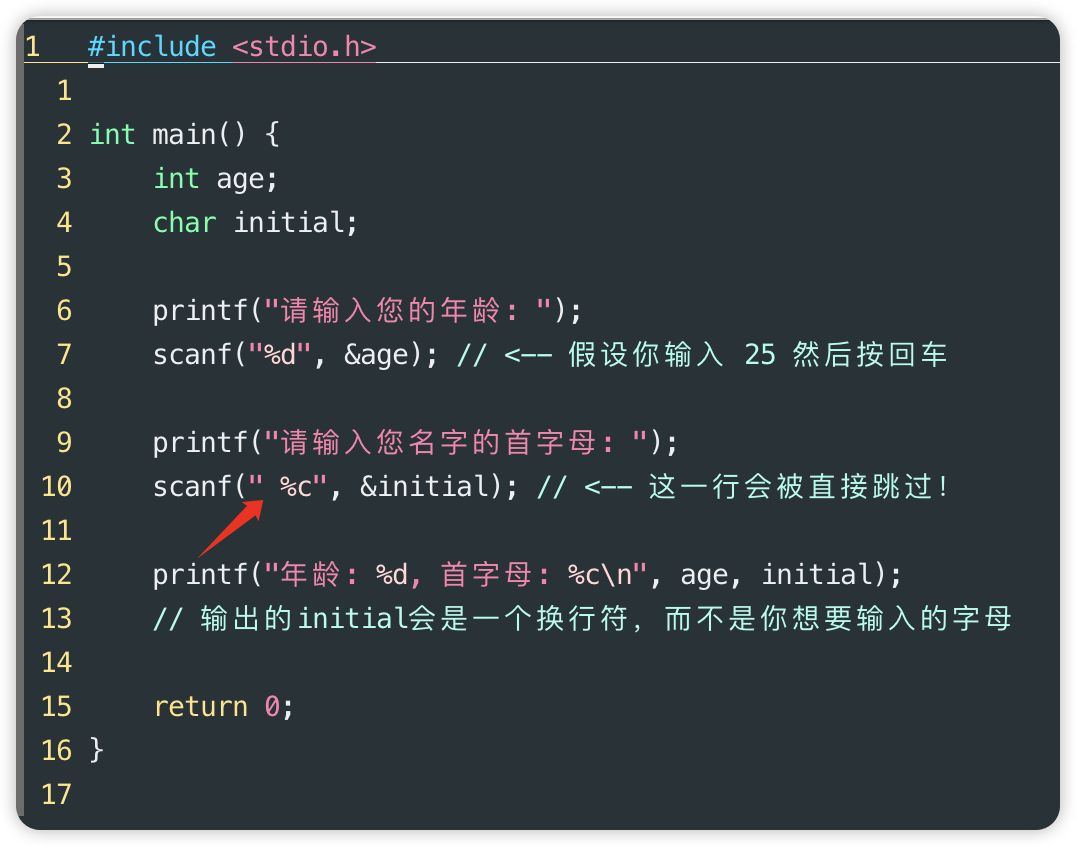 1 #include <stdio.h>
1
2 int main() {
3 int age;
4 char initial;
5
6 printf("请输入您的年龄: ");
7 scanf("%d", &age); // <-- 假设你输入 25 然后按回车
8
9 printf("请输入您名字的首字母: ");
10 scanf(" %c", &initial); // <-- 这一行会被直接跳过!
11
12 printf("年龄: %d, 首字母: %c\n", age, initial);
13 // 输出的initial会是一个换行符，而不是你想要输入的字母
14
15 return 0;
16 }
17